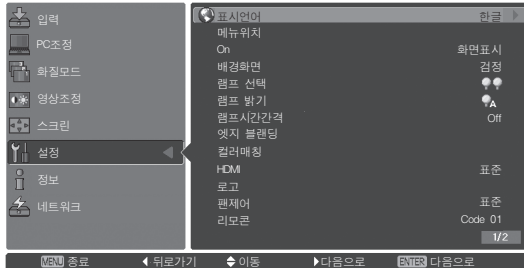 입력
PC조정
화질모드
영상조정
스크린
설정
정보
네트워크
표시언어 한글
메뉴위치
On 화면표시
배경화면 검정
램프 선택
램프 밝기 A
램프시간간격 Off
엣지 블랜딩
컬러매칭
HDMI 표준
로고
팬제어 표준
리모콘 Code 01
1/2
MENU 종료 뒤로가기 이동 다음으로 ENTER 다음으로